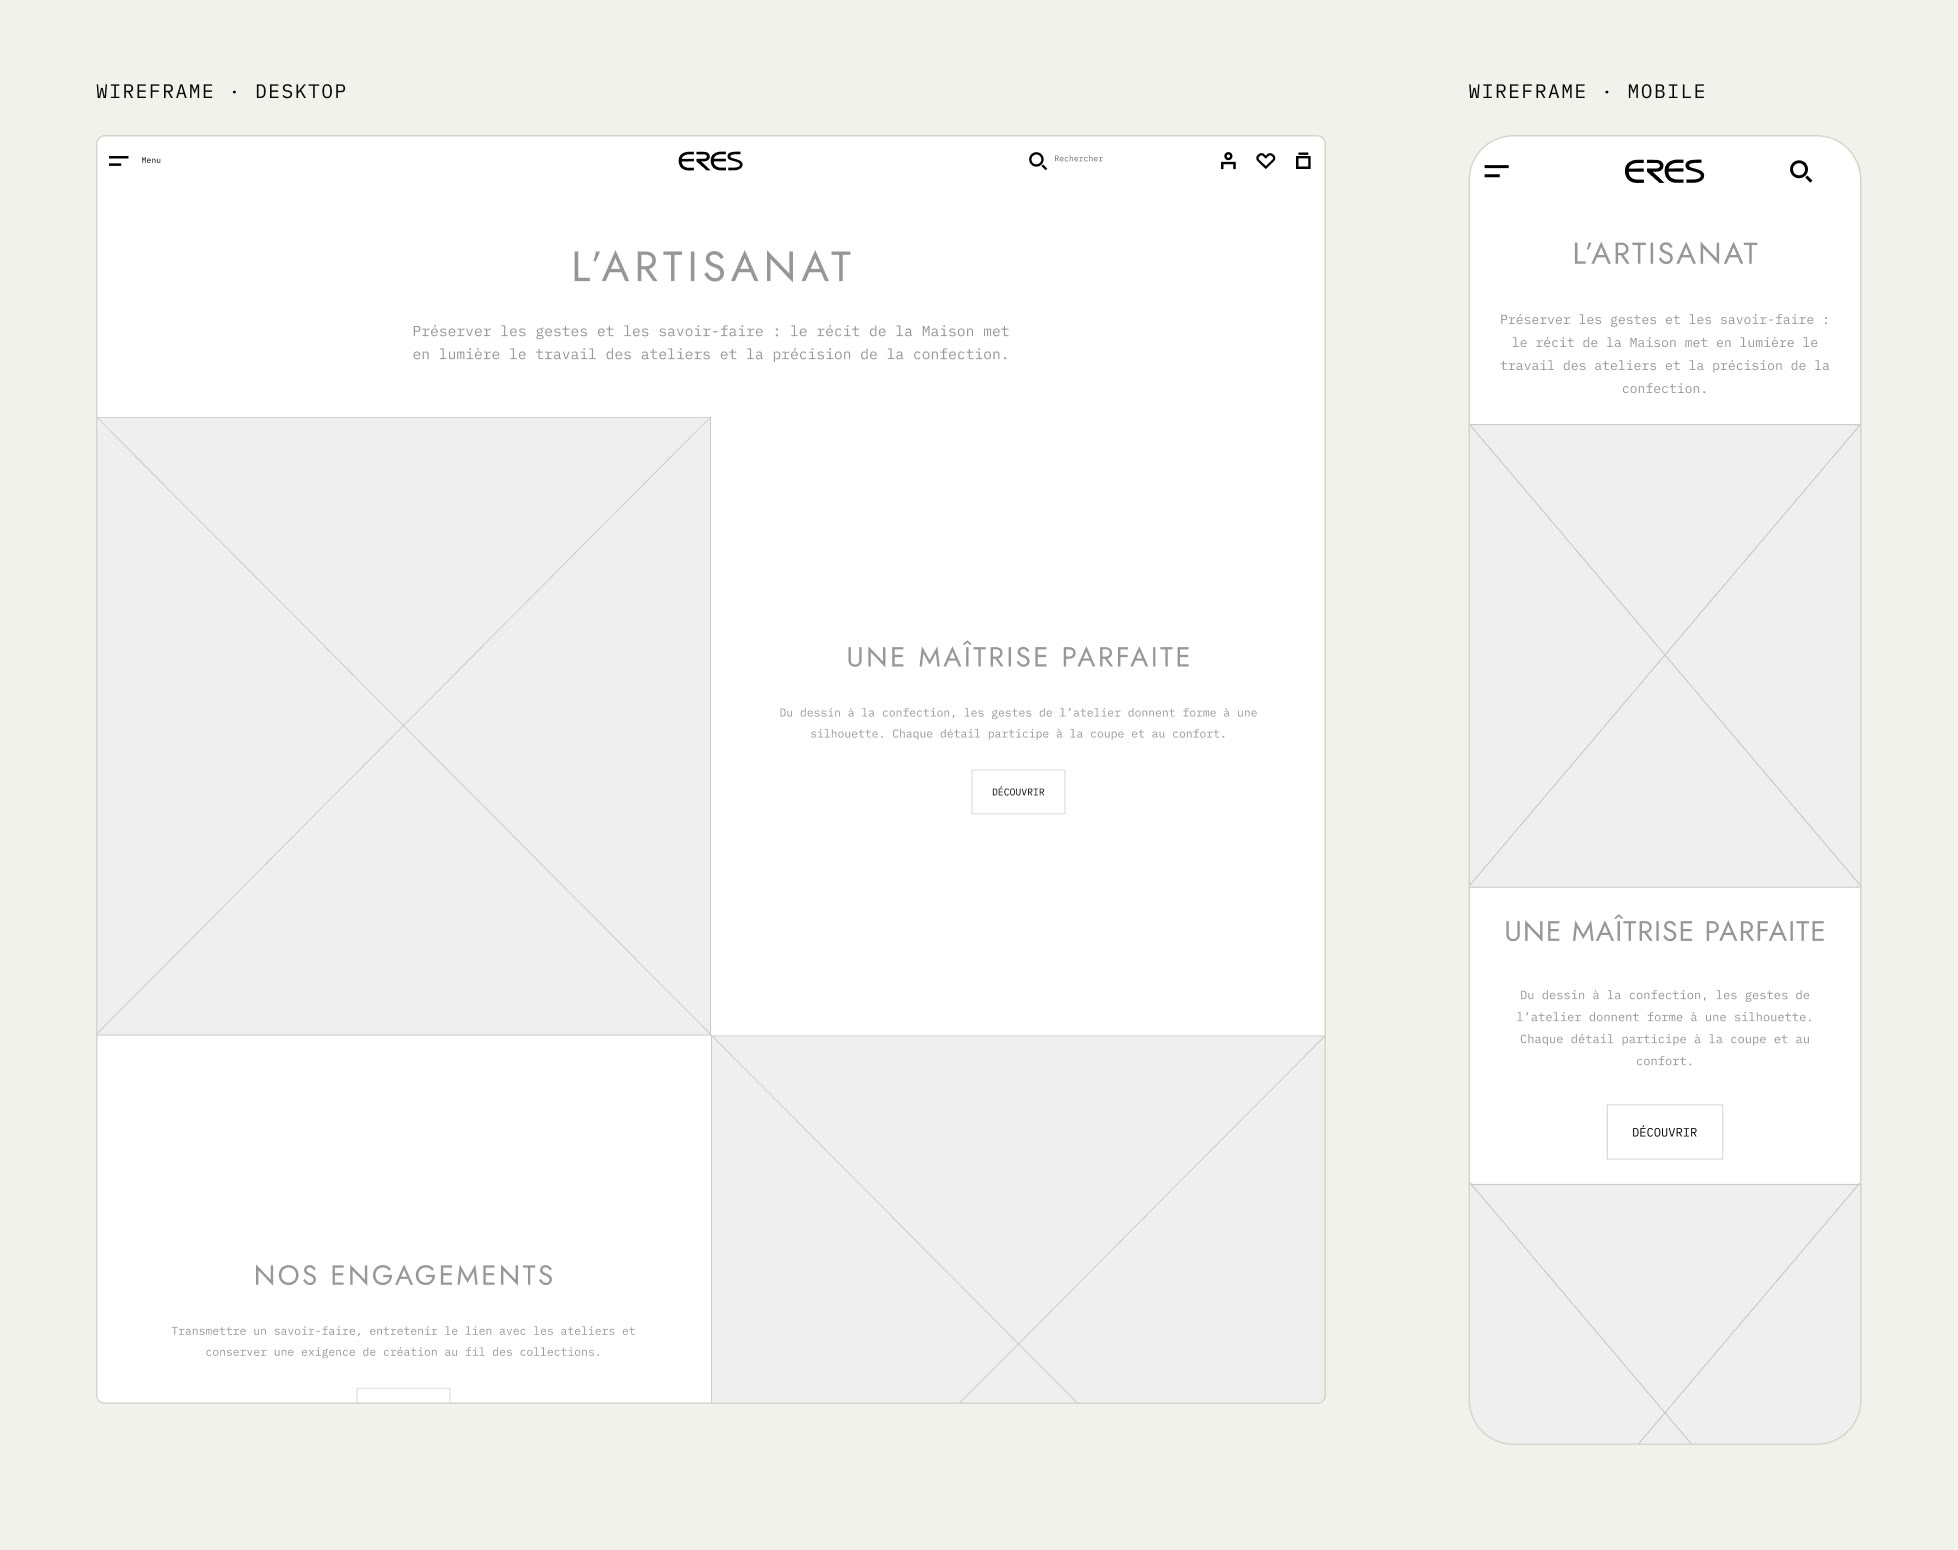 WIREFRAME · DESKTOP
Menu
ERES
Rechercher
L’ARTISANAT
Préserver les gestes et les savoir-faire : le récit de la Maison met
en lumière le travail des ateliers et la précision de la confection.
UNE MAÎTRISE PARFAITE
Du dessin à la confection, les gestes de l’atelier donnent forme à une
silhouette. Chaque détail participe à la coupe et au confort.
DÉCOUVRIR
NOS ENGAGEMENTS
Transmettre un savoir-faire, entretenir le lien avec les ateliers et
conserver une exigence de création au fil des collections.
WIREFRAME · MOBILE
ERES
L’ARTISANAT
Préserver les gestes et les savoir-faire :
le récit de la Maison met en lumière le
travail des ateliers et la précision de la
confection.
UNE MAÎTRISE PARFAITE
Du dessin à la confection, les gestes de
l’atelier donnent forme à une silhouette.
Chaque détail participe à la coupe et au
confort.
DÉCOUVRIR